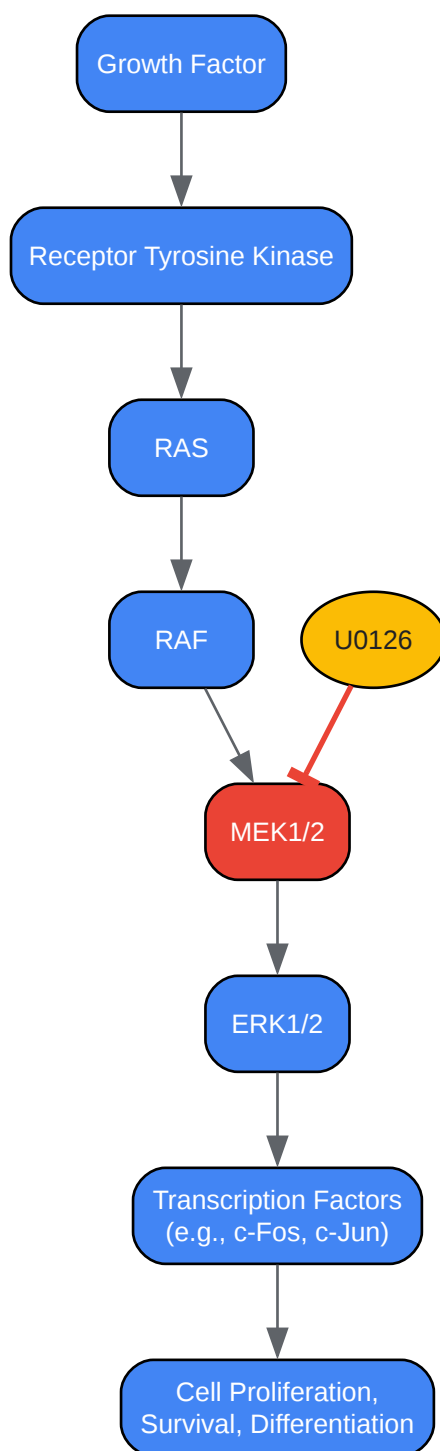 Growth Factor
Receptor Tyrosine Kinase
RAS
RAF
U0126
MEK1/2
ERK1/2
Transcription Factors
(e.g., c-Fos, c-Jun)
Cell Proliferation,
Survival, Differentiation